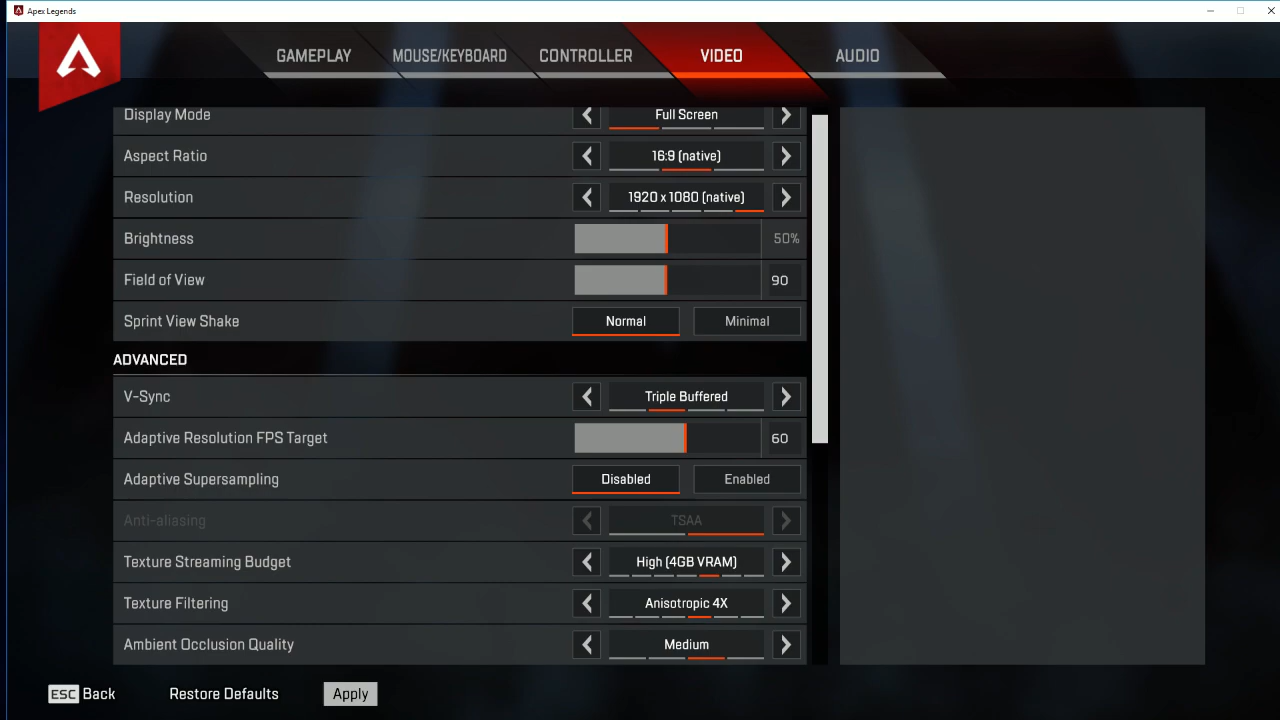 Apex Legends
GAMEPLAY MOUSE/KEYBOARD CONTROLLER VIDEO AUDIO
Display Mode Full Screen
Aspect Ratio 16:9 (native)
Resolution 1920 x 1080 (native)
Brightness 50%
Field of View 90
Sprint View Shake Normal Minimal
ADVANCED
V-Sync Triple Buffered
Adaptive Resolution FPS Target 60
Adaptive Supersampling Disabled Enabled
Anti-aliasing TSAA
Texture Streaming Budget High (4GB VRAM)
Texture Filtering Anisotropic 4X
Ambient Occlusion Quality Medium
ESC Back Restore Defaults Apply